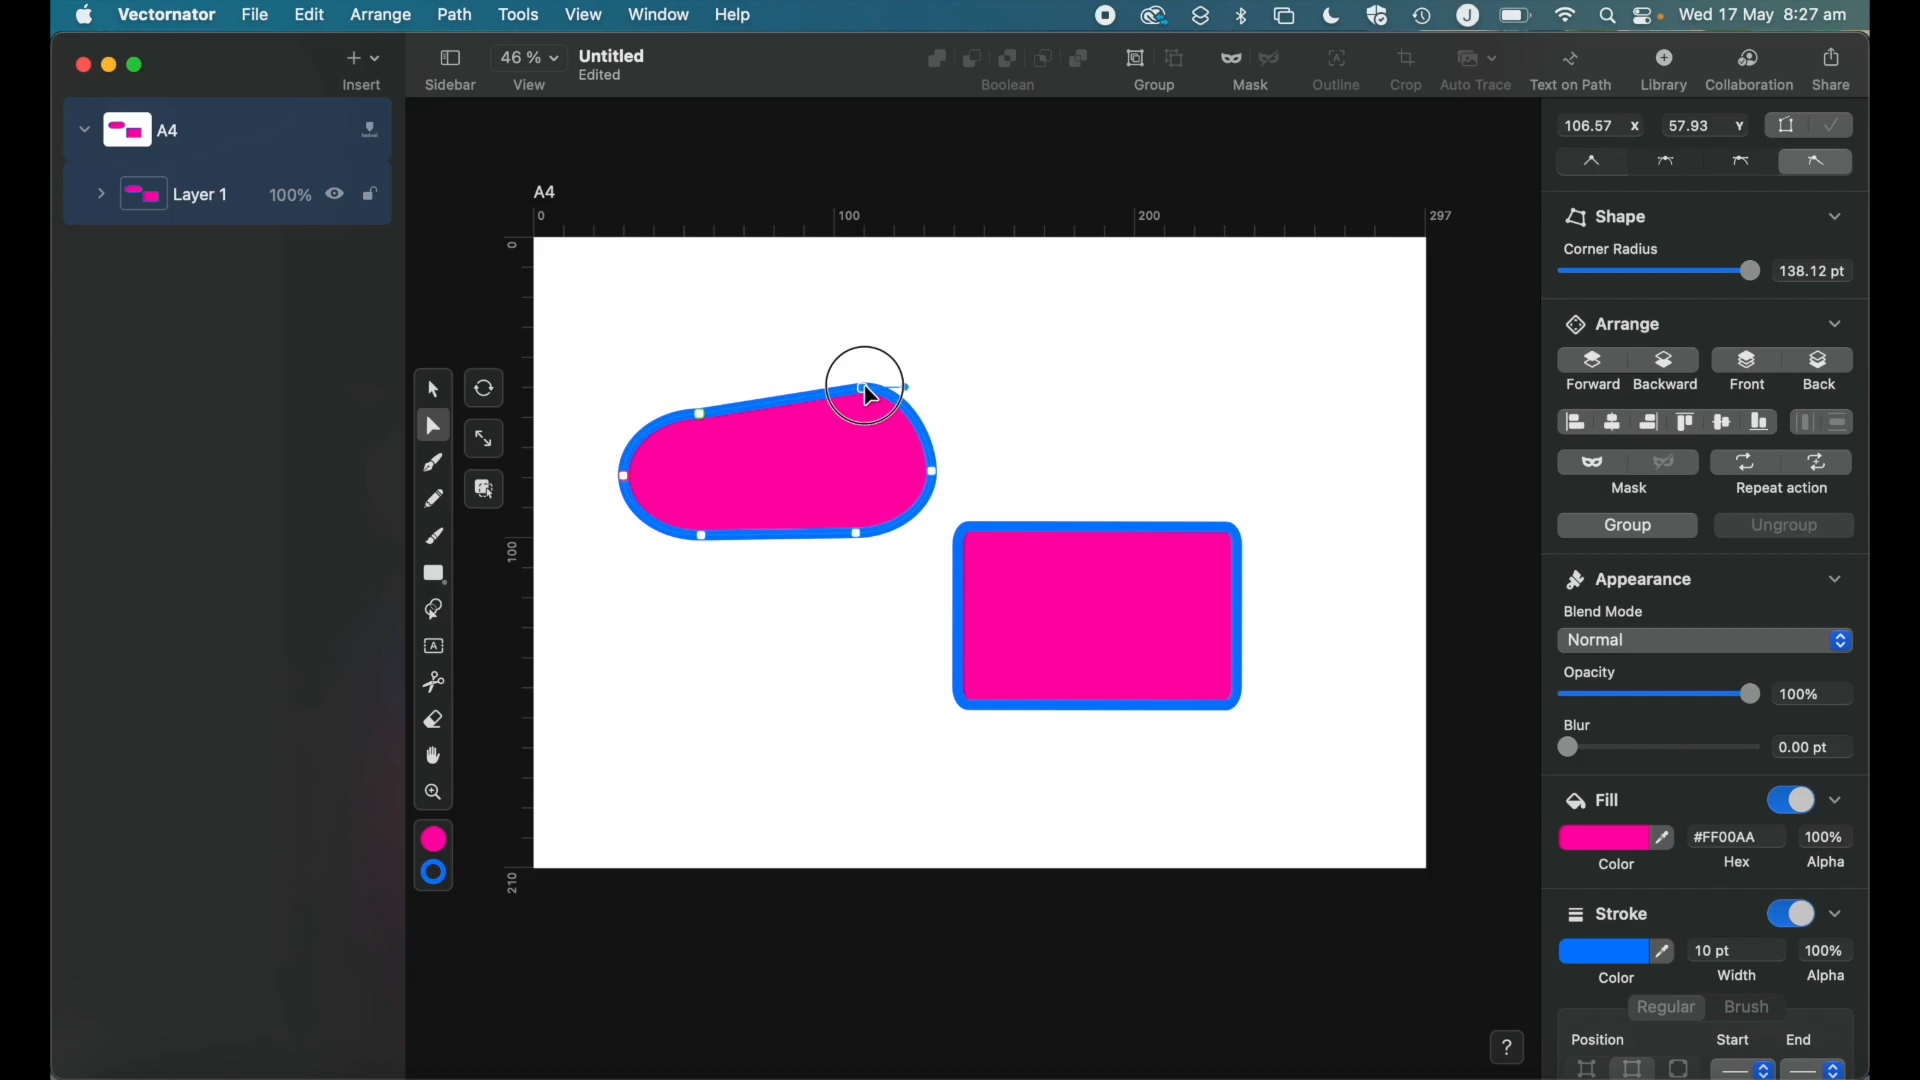 Vectornator File Edit Arrange Path Tools View Window Help
J Wed 17 May 8:27 am
Insert
Sidebar
46 %
View
Untitled
Edited
Boolean
Group
Mask
Outline
Crop
Auto Trace
Text on Path
Library
Collaboration
Share
A4
Layer 1 100%
A4
0 100 200 297
0
100
210
A
106.57 X 57.93 Y
Shape
Corner Radius
138.12 pt
Arrange
Forward Backward Front Back
Mask Repeat action
Group Ungroup
Appearance
Blend Mode
Normal
Opacity
100%
Blur
0.00 pt
Fill
#FF00AA 100%
Color Hex Alpha
Stroke
10 pt 100%
Color Width Alpha
Regular Brush
Position Start End
?